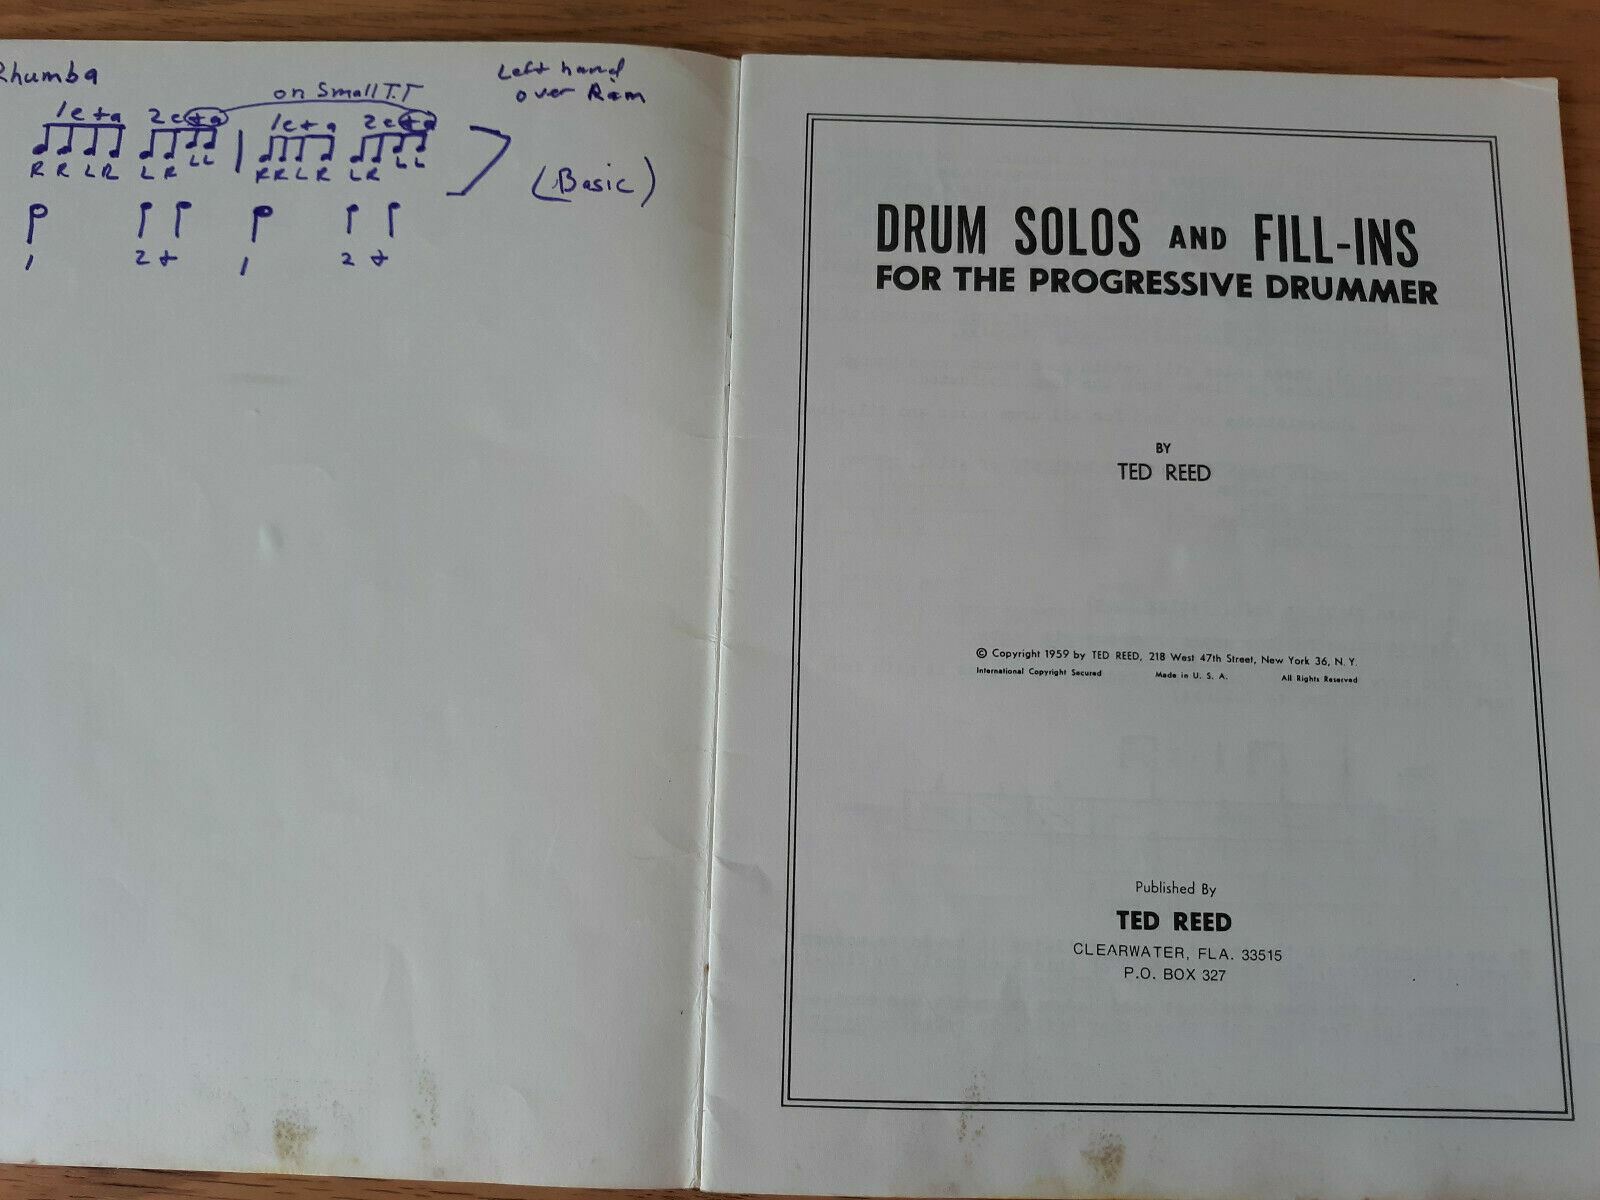 Rhumba
on Small T.T
Left hand
over Rim
1 e + a 2 e + a 1 e + a 2 e + a
R R L R L R L L R R L R L R L L
(Basic)
1 2 + 1 2 +
DRUM SOLOS AND FILL-INS
FOR THE PROGRESSIVE DRUMMER
BY
TED REED
© Copyright 1959 by TED REED, 218 West 47th Street, New York 36, N. Y.
International Copyright Secured Made in U. S. A. All Rights Reserved
Published By
TED REED
CLEARWATER, FLA. 33515
P.O. BOX 327